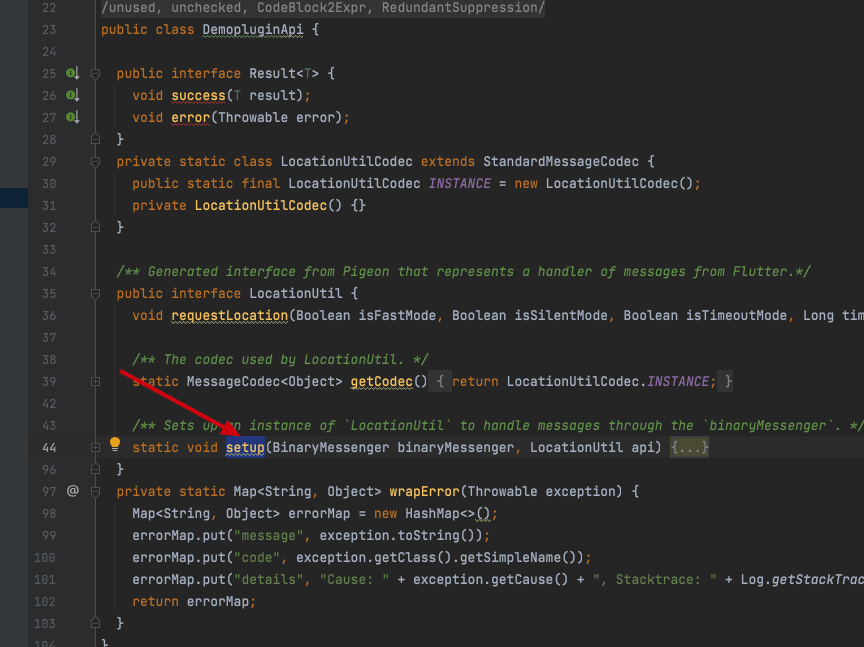 22 /unused, unchecked, CodeBlock2Expr, RedundantSuppression/
23 public class DemopluginApi {
24
25 public interface Result<T> {
26 void success(T result);
27 void error(Throwable error);
28 }
29 private static class LocationUtilCodec extends StandardMessageCodec {
30 public static final LocationUtilCodec INSTANCE = new LocationUtilCodec();
31 private LocationUtilCodec() {}
32 }
33
34 /** Generated interface from Pigeon that represents a handler of messages from Flutter.*/
35 public interface LocationUtil {
36 void requestLocation(Boolean isFastMode, Boolean isSilentMode, Boolean isTimeoutMode, Long tim
37
38 /** The codec used by LocationUtil. */
39 static MessageCodec<Object> getCodec() { return LocationUtilCodec.INSTANCE; }
42
43 /** Sets up an instance of `LocationUtil` to handle messages through the `binaryMessenger`. */
44 static void setup(BinaryMessenger binaryMessenger, LocationUtil api) {...}
96 }
97 @ private static Map<String, Object> wrapError(Throwable exception) {
98 Map<String, Object> errorMap = new HashMap<>();
99 errorMap.put("message", exception.toString());
100 errorMap.put("code", exception.getClass().getSimpleName());
101 errorMap.put("details", "Cause: " + exception.getCause() + ", Stacktrace: " + Log.getStackTrac
102 return errorMap;
103 }
104 }